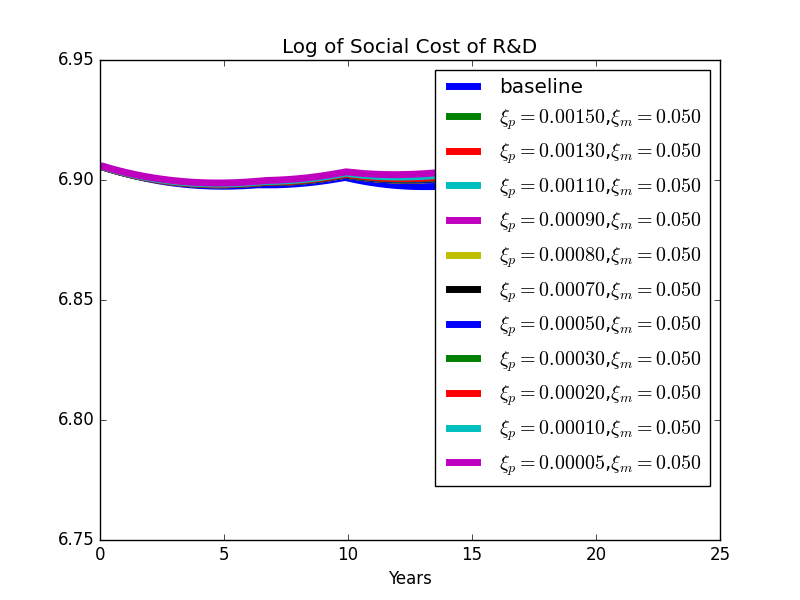 Log of Social Cost of R&D
6.95
6.90
6.85
6.80
6.75
0 5 10 15 20 25
Years
baseline
ξₚ = 0.00150,ξₘ = 0.050
ξₚ = 0.00130,ξₘ = 0.050
ξₚ = 0.00110,ξₘ = 0.050
ξₚ = 0.00090,ξₘ = 0.050
ξₚ = 0.00080,ξₘ = 0.050
ξₚ = 0.00070,ξₘ = 0.050
ξₚ = 0.00050,ξₘ = 0.050
ξₚ = 0.00030,ξₘ = 0.050
ξₚ = 0.00020,ξₘ = 0.050
ξₚ = 0.00010,ξₘ = 0.050
ξₚ = 0.00005,ξₘ = 0.050